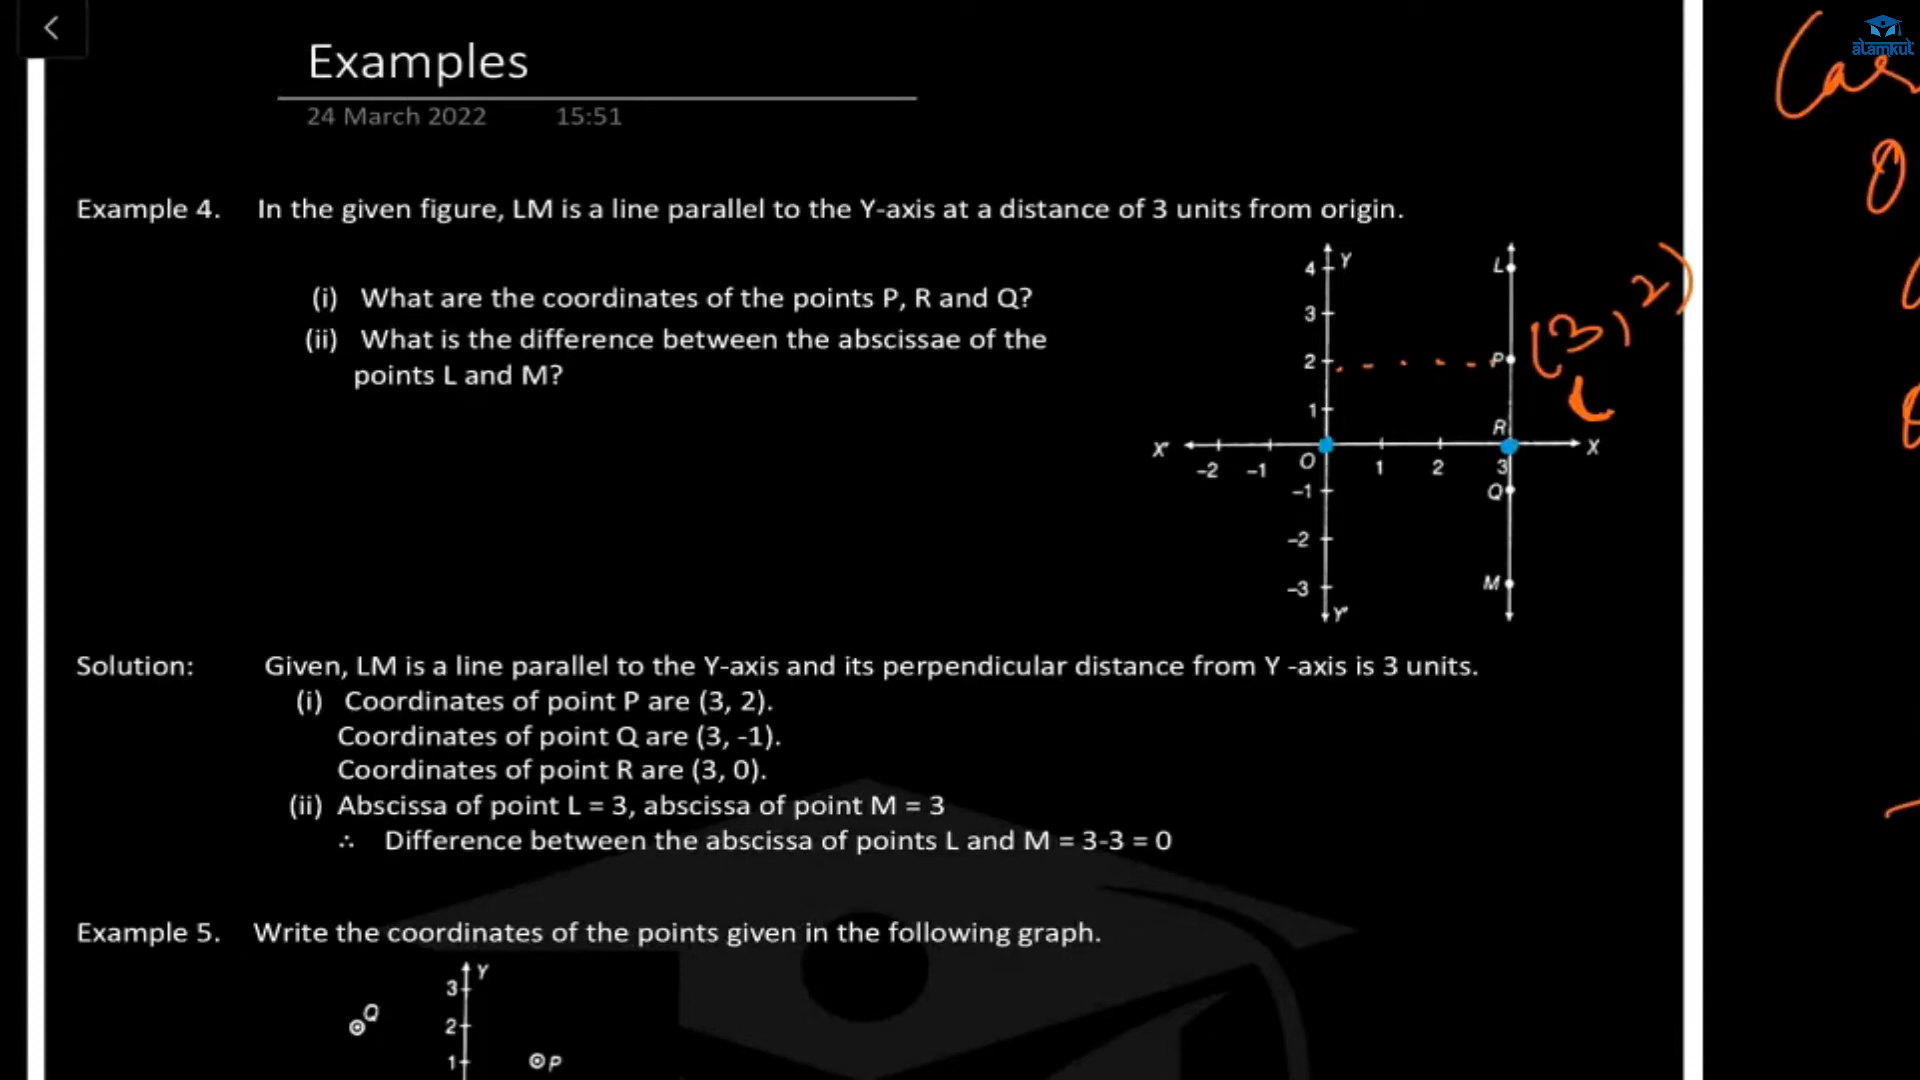 Examples
alamkut
24 March 2022 15:51
Example 4. In the given figure, LM is a line parallel to the Y-axis at a distance of 3 units from origin.
(i) What are the coordinates of the points P, R and Q?
(ii) What is the difference between the abscissae of the
points L and M?
Y
4
L
3
2
P
(3, 2)
1
R
X'
-2 -1 O 1 2 3
X
-1
Q
-2
-3
M
Y'
Solution: Given, LM is a line parallel to the Y-axis and its perpendicular distance from Y -axis is 3 units.
(i) Coordinates of point P are (3, 2).
Coordinates of point Q are (3, -1).
Coordinates of point R are (3, 0).
(ii) Abscissa of point L = 3, abscissa of point M = 3
∴ Difference between the abscissa of points L and M = 3-3 = 0
Example 5. Write the coordinates of the points given in the following graph.
Y
3
Q
2
1
P